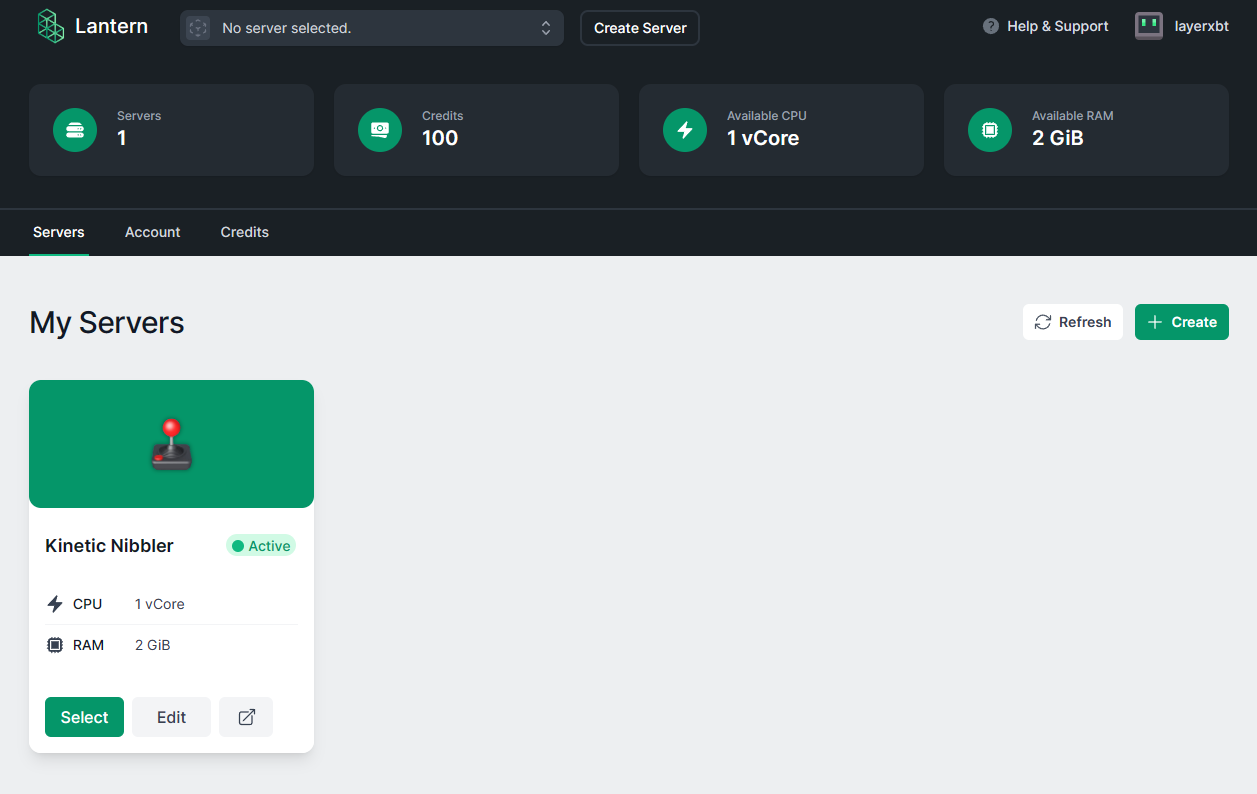 Lantern
No server selected.
Create Server
Help & Support
layerxbt
Servers
1
Credits
100
Available CPU
1 vCore
Available RAM
2 GiB
Servers
Account
Credits
My Servers
Refresh
Create
Kinetic Nibbler
Active
CPU
1 vCore
RAM
2 GiB
Select
Edit